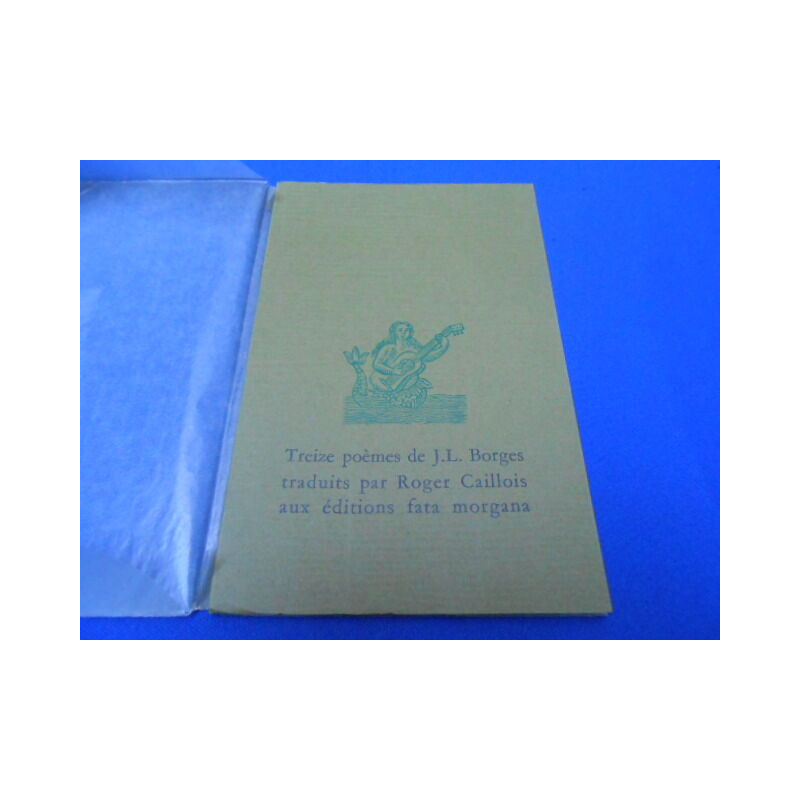 Treize poèmes de J.L. Borges
traduits par Roger Caillois
aux éditions fata morgana